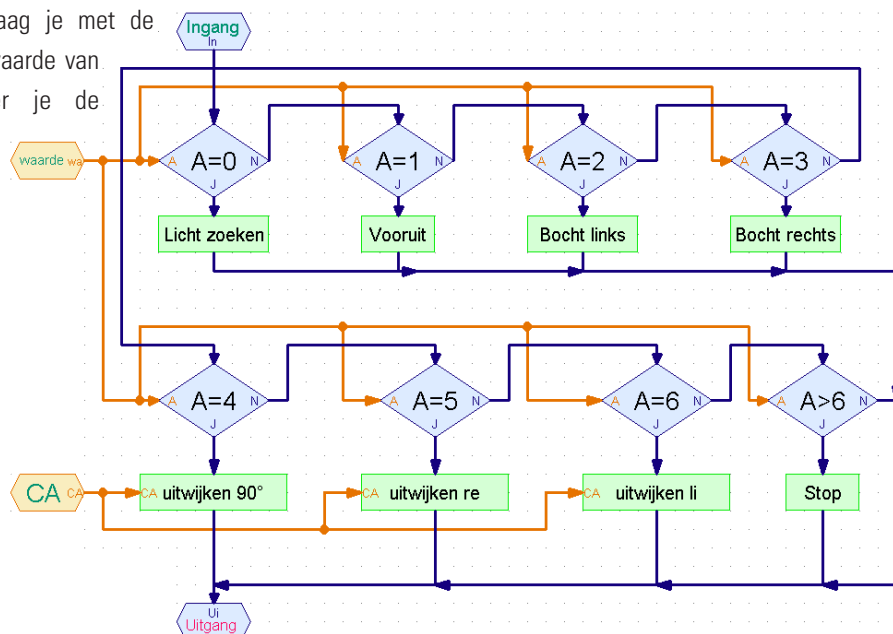 aag je met de
waarde van
r je de
Ingang
In
waarde wa
A A=0 N
J
A A=1 N
J
A A=2 N
J
A A=3 N
J
Licht zoeken
Vooruit
Bocht links
Bocht rechts
A A=4 N
J
A A=5 N
J
A A=6 N
J
A A>6 N
J
CA CA
CA uitwijken 90°
CA uitwijken re
CA uitwijken li
Stop
Ui
Uitgang